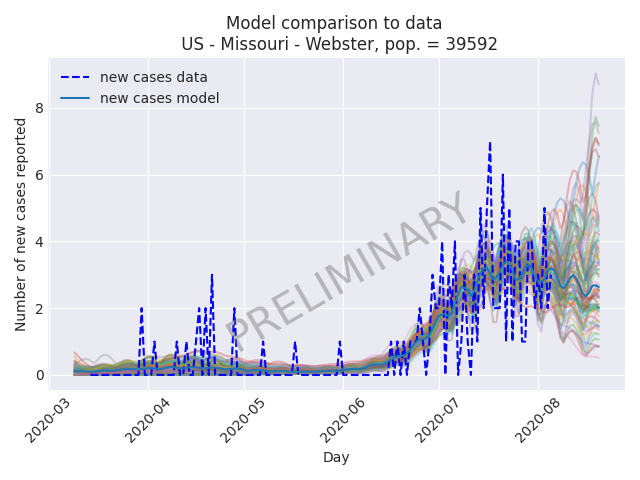 Model comparison to data
US - Missouri - Webster, pop. = 39592
new cases data
new cases model
PRELIMINARY
Number of new cases reported
8
6
4
2
0
2020-03
2020-04
2020-05
2020-06
2020-07
2020-08
Day